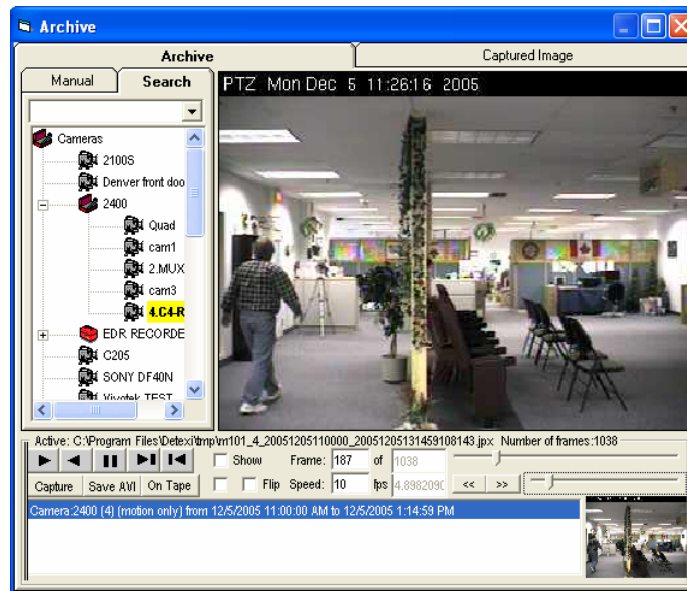 Archive
Archive
Captured Image
Manual
Search
PTZ Mon Dec 5 11:26:16 2005
Cameras
2100S
Denver front doo
2400
Quad
cam1
2.MUX
cam3
4.C4-R
EDR RECORDE
C205
SONY DF40N
Vivotek TEST
Active: C:\Program Files\Detexi\tmp\m101_4_20051205110000_20051205131459108143.jpx Number of frames:1038
Show Frame: 187 of 1038
Capture Save AVI On Tape Flip Speed: 10 fps 4.8982090 << >>
Camera:2400 (4) (motion only) from 12/5/2005 11:00:00 AM to 12/5/2005 1:14:59 PM